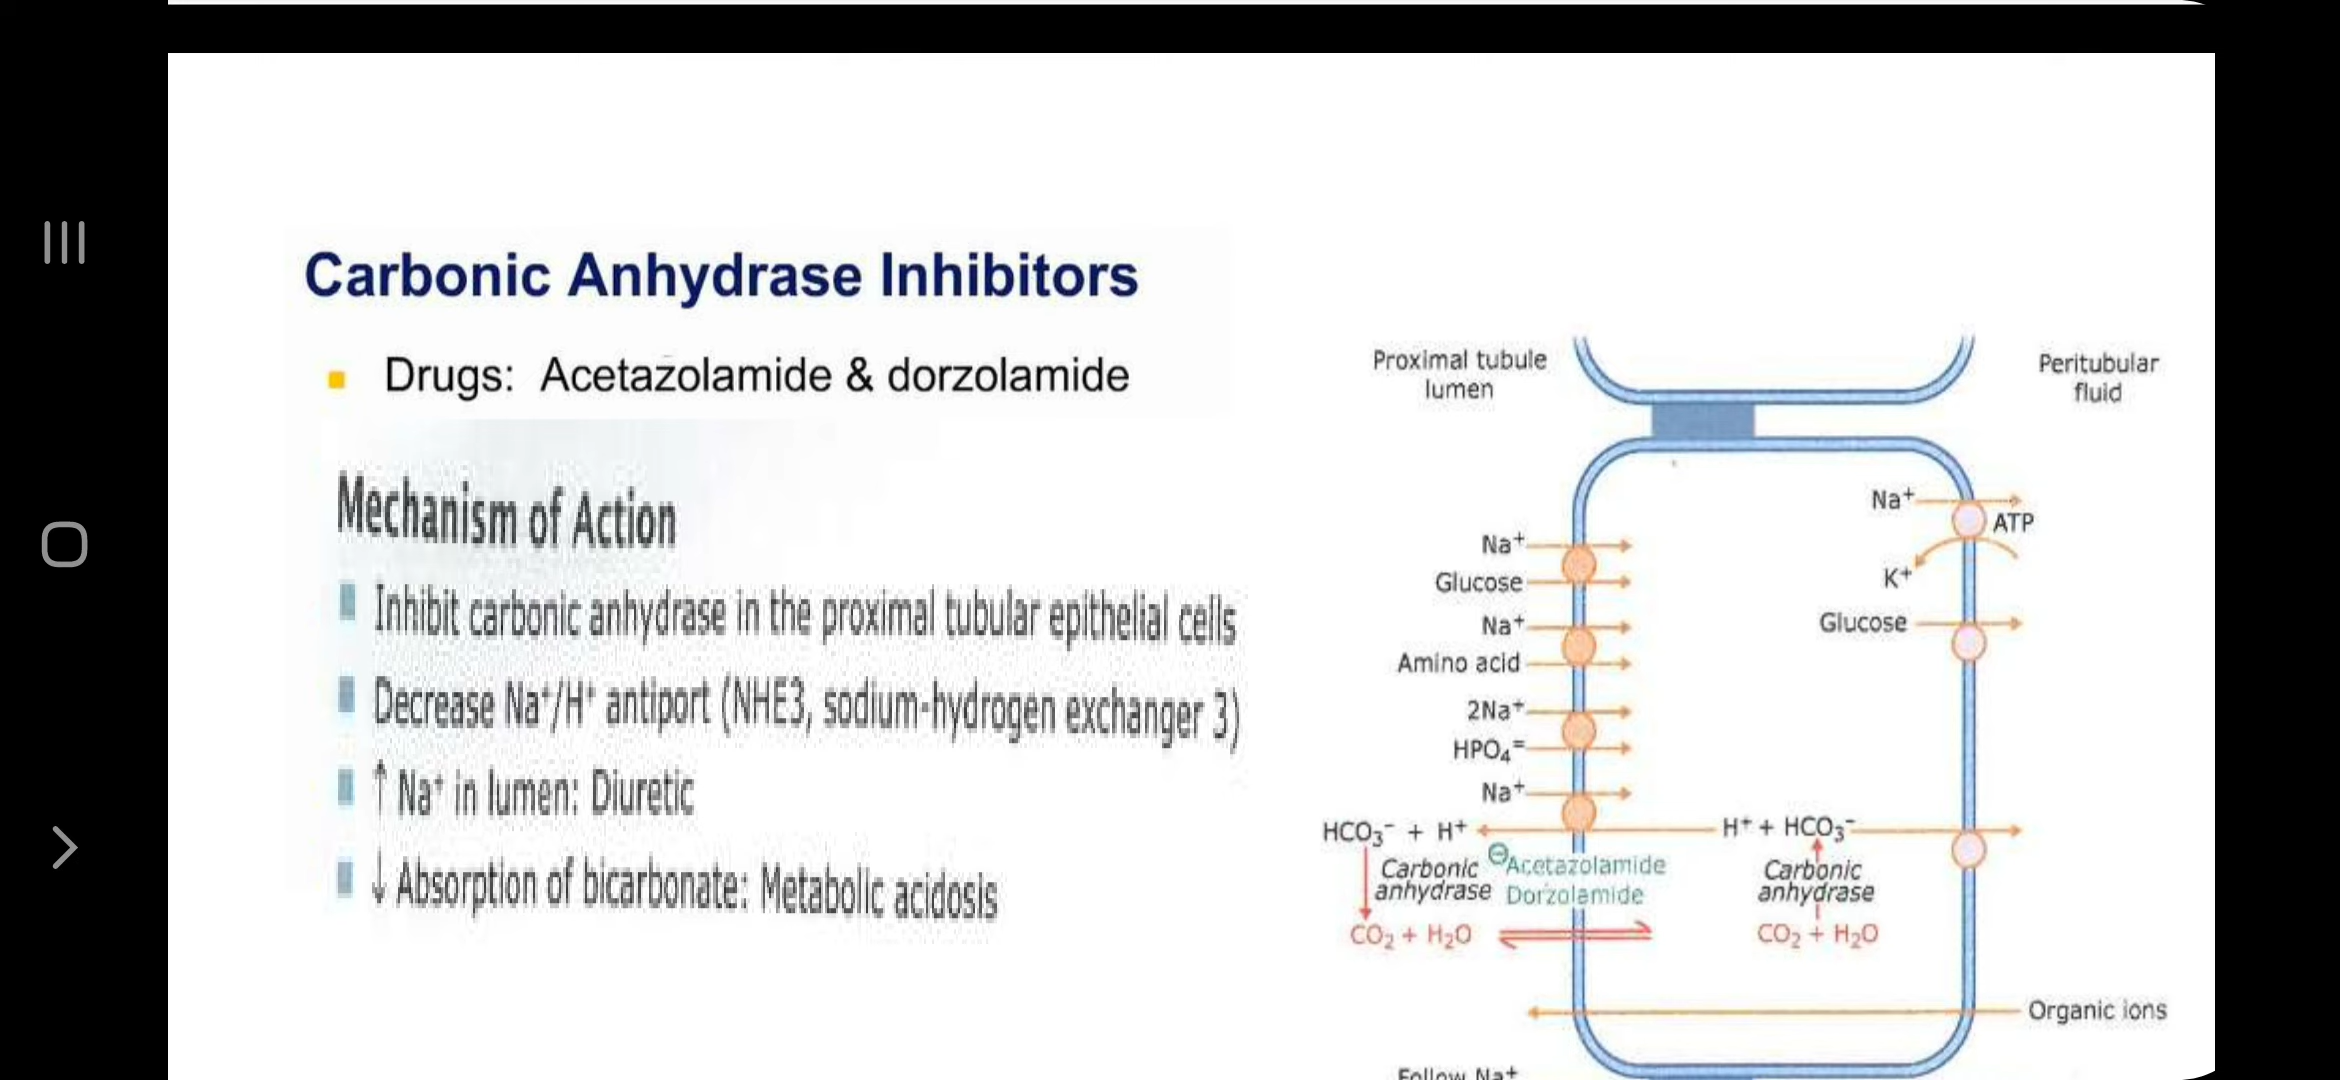 Carbonic Anhydrase Inhibitors
Drugs: Acetazolamide & dorzolamide
Mechanism of Action
Inhibit carbonic anhydrase in the proximal tubular epithelial cells
Decrease Na⁺/H⁺ antiport (NHE3, sodium-hydrogen exchanger 3)
↑ Na⁺ in lumen: Diuretic
↓ Absorption of bicarbonate: Metabolic acidosis
Proximal tubule
lumen
Peritubular
fluid
Na⁺
ATP
K⁺
Glucose
Na⁺
Glucose
Na⁺
Amino acid
2Na⁺
HPO₄⁼
Na⁺
HCO₃⁻ + H⁺
H⁺ + HCO₃⁻
Carbonic
anhydrase
⊖Acetazolamide
Dorzolamide
Carbonic
anhydrase
CO₂ + H₂O
CO₂ + H₂O
Organic ions
Follow Na⁺